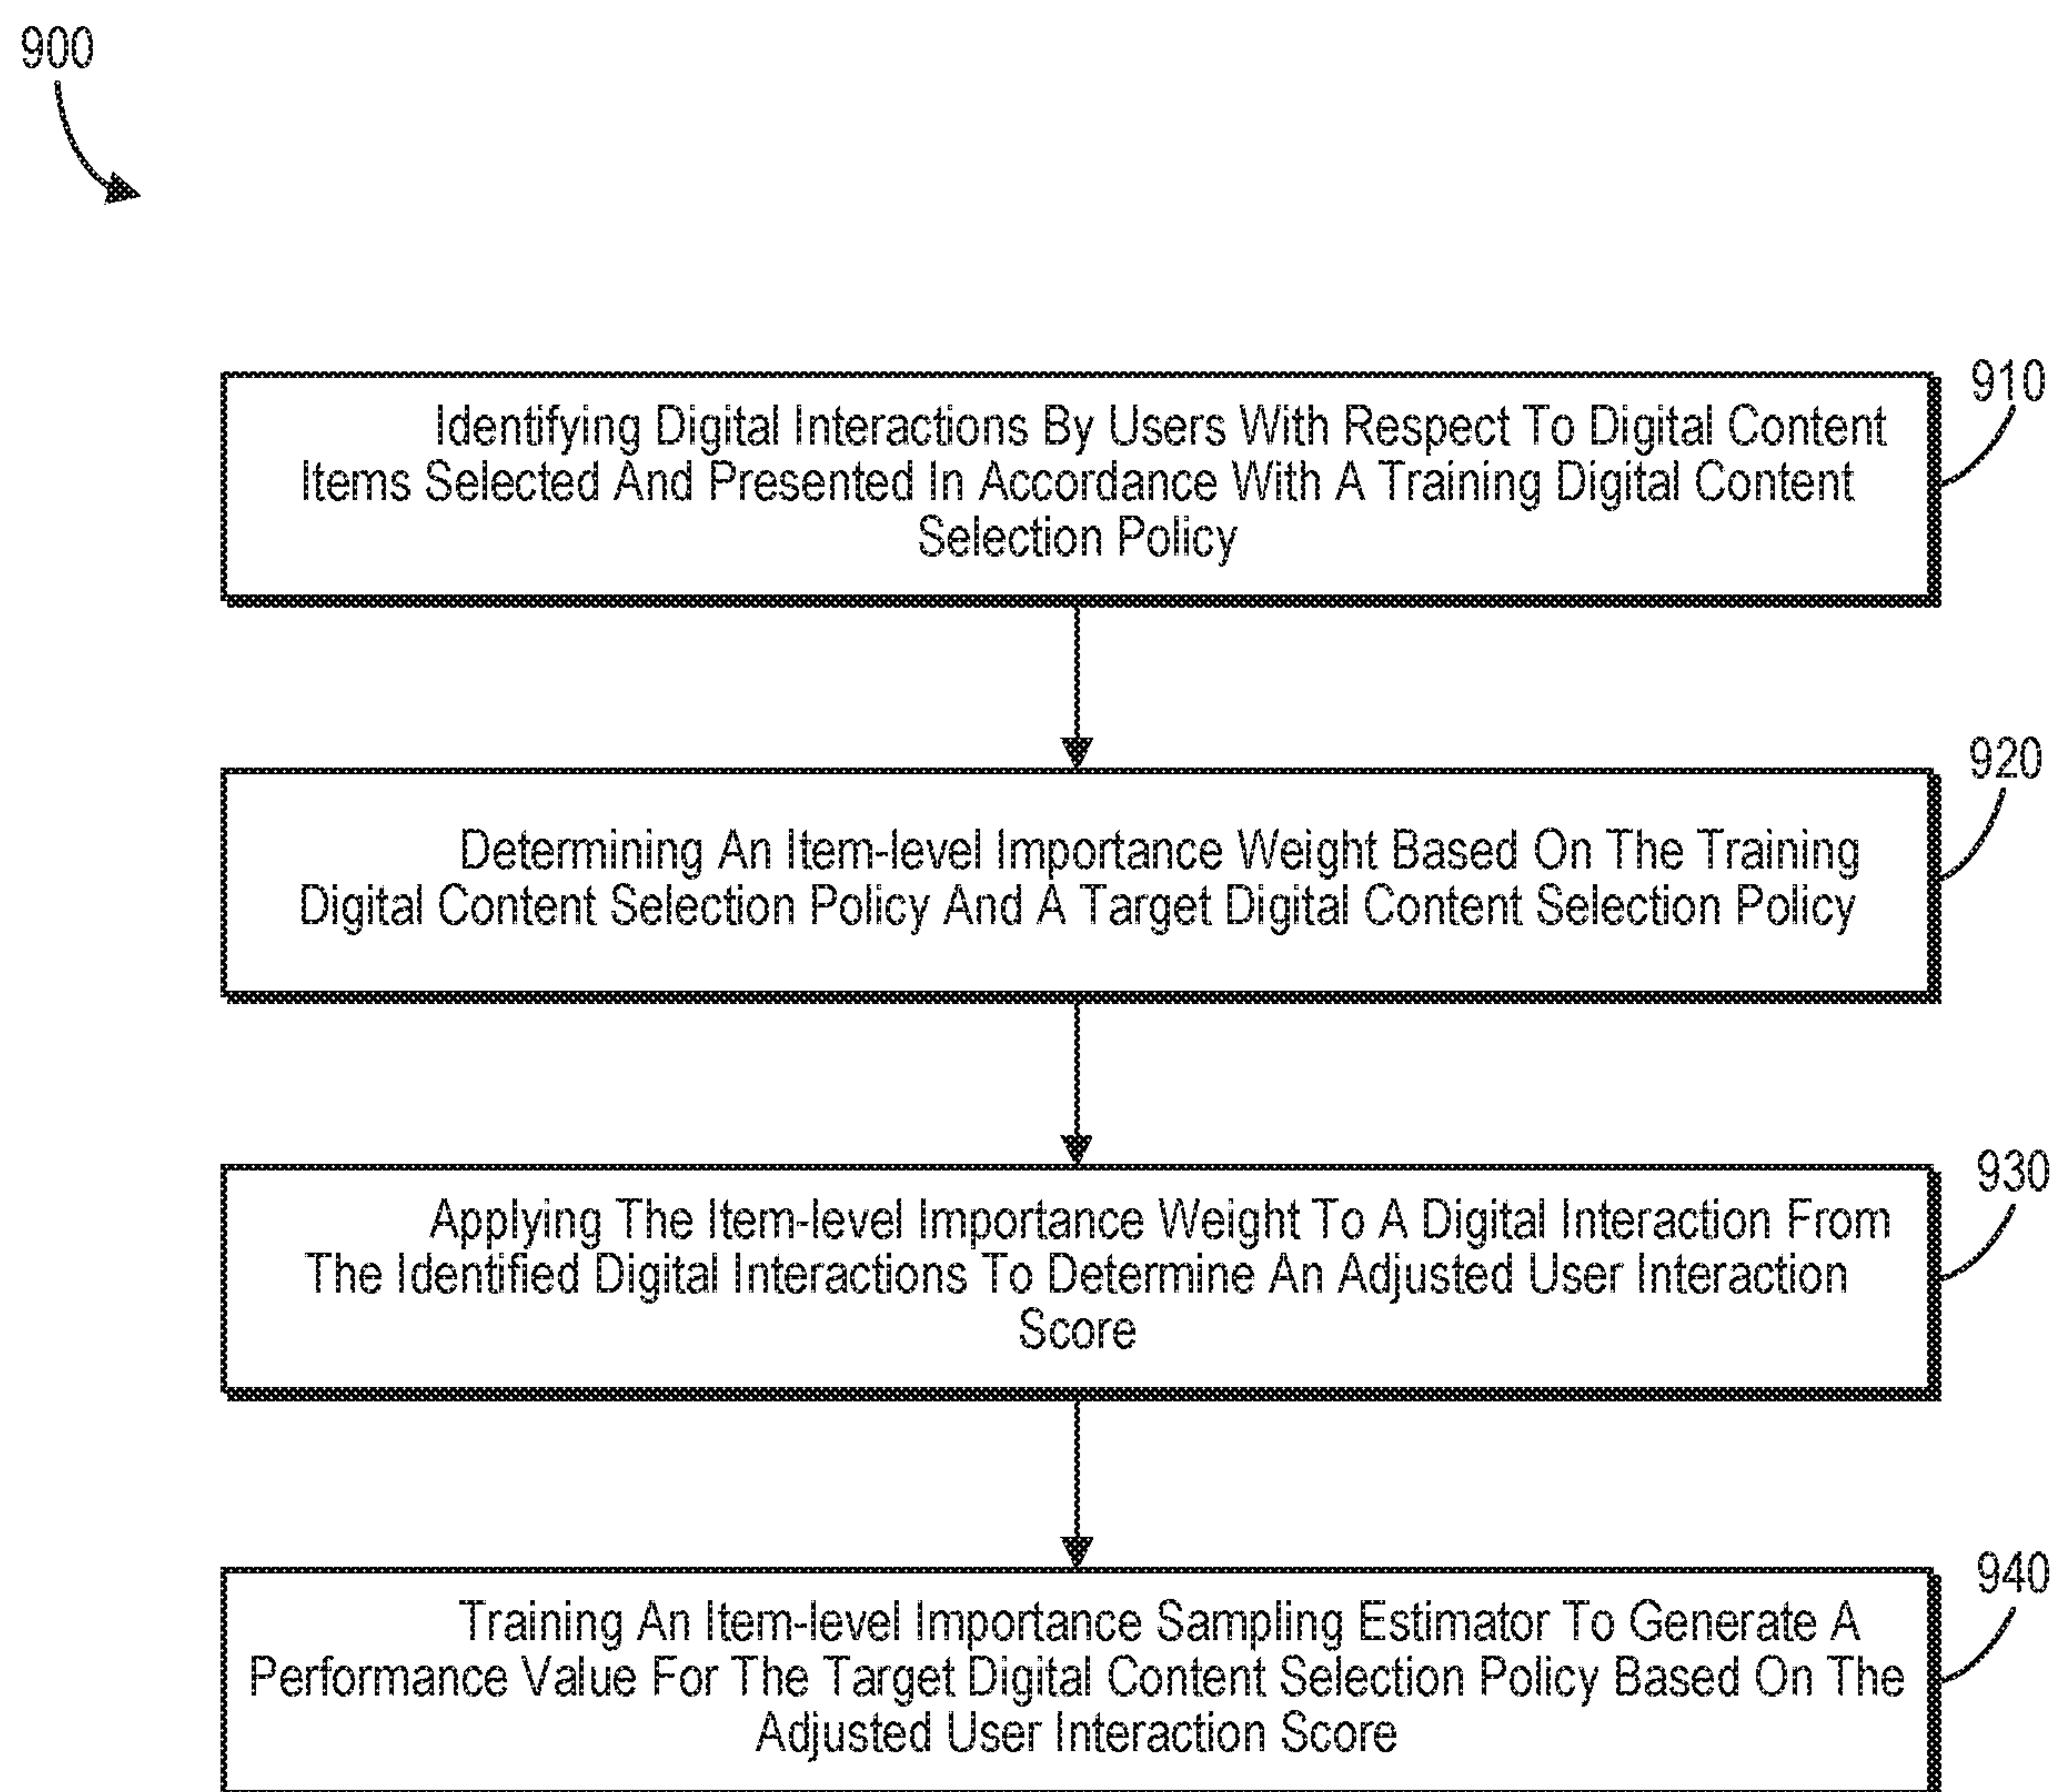 900
910
Identifying Digital Interactions By Users With Respect To Digital Content
Items Selected And Presented In Accordance With A Training Digital Content
Selection Policy
920
Determining An Item-level Importance Weight Based On The Training
Digital Content Selection Policy And A Target Digital Content Selection Policy
930
Applying The Item-level Importance Weight To A Digital Interaction From
The Identified Digital Interactions To Determine An Adjusted User Interaction
Score
940
Training An Item-level Importance Sampling Estimator To Generate A
Performance Value For The Target Digital Content Selection Policy Based On The
Adjusted User Interaction Score